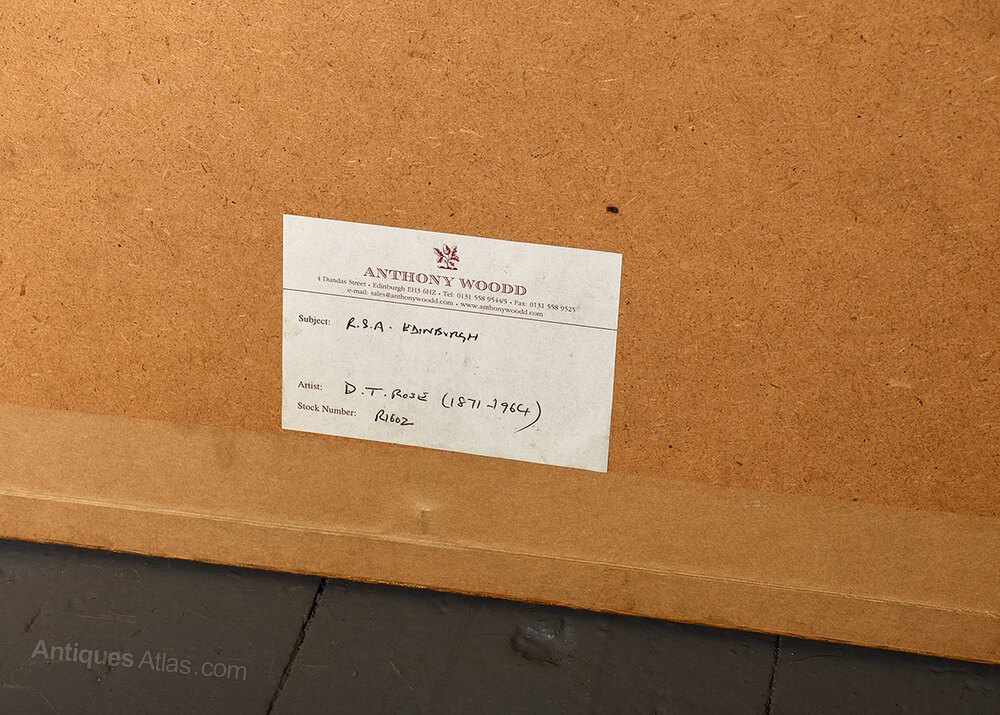 ANTHONY WOODD
4 Dundas Street • Edinburgh EH3 6HZ • Tel: 0131 558 9544/5 • Fax: 0131 558 9525
e-mail: sales@anthonywoodd.com • www.anthonywoodd.com
Subject: R.S.A. EDINBURGH
Artist: D.T. ROSE (1871-1964)
Stock Number: R1602
Antiques Atlas.com